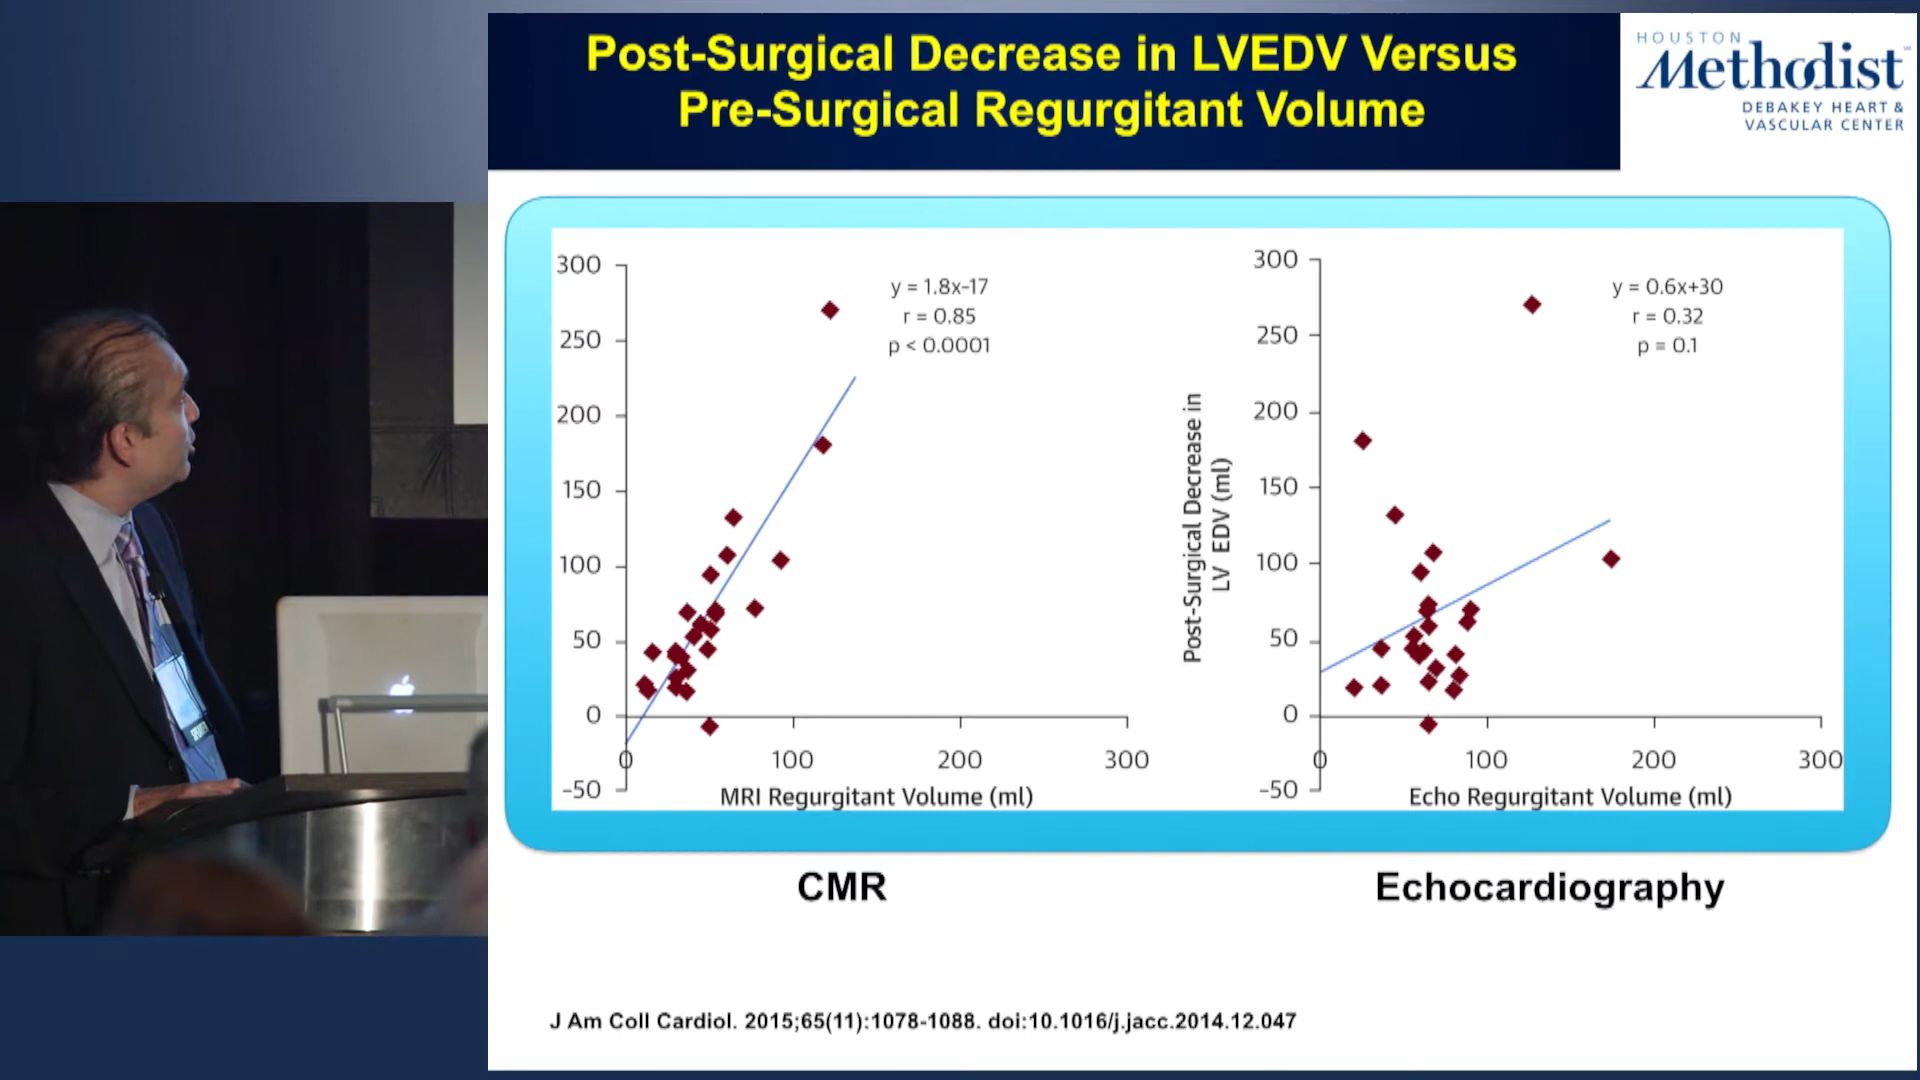 Post-Surgical Decrease in LVEDV Versus
Pre-Surgical Regurgitant Volume
HOUSTON
Methodist
DEBAKEY HEART &
VASCULAR CENTER
300
250
200
150
100
50
0
-50
y = 1.8x-17
r = 0.85
p < 0.0001
0 100 200 300
MRI Regurgitant Volume (ml)
Post-Surgical Decrease in
LV EDV (ml)
300
250
200
150
100
50
0
-50
y = 0.6x+30
r = 0.32
p = 0.1
0 100 200 300
Echo Regurgitant Volume (ml)
CMR
Echocardiography
J Am Coll Cardiol. 2015;65(11):1078-1088. doi:10.1016/j.jacc.2014.12.047